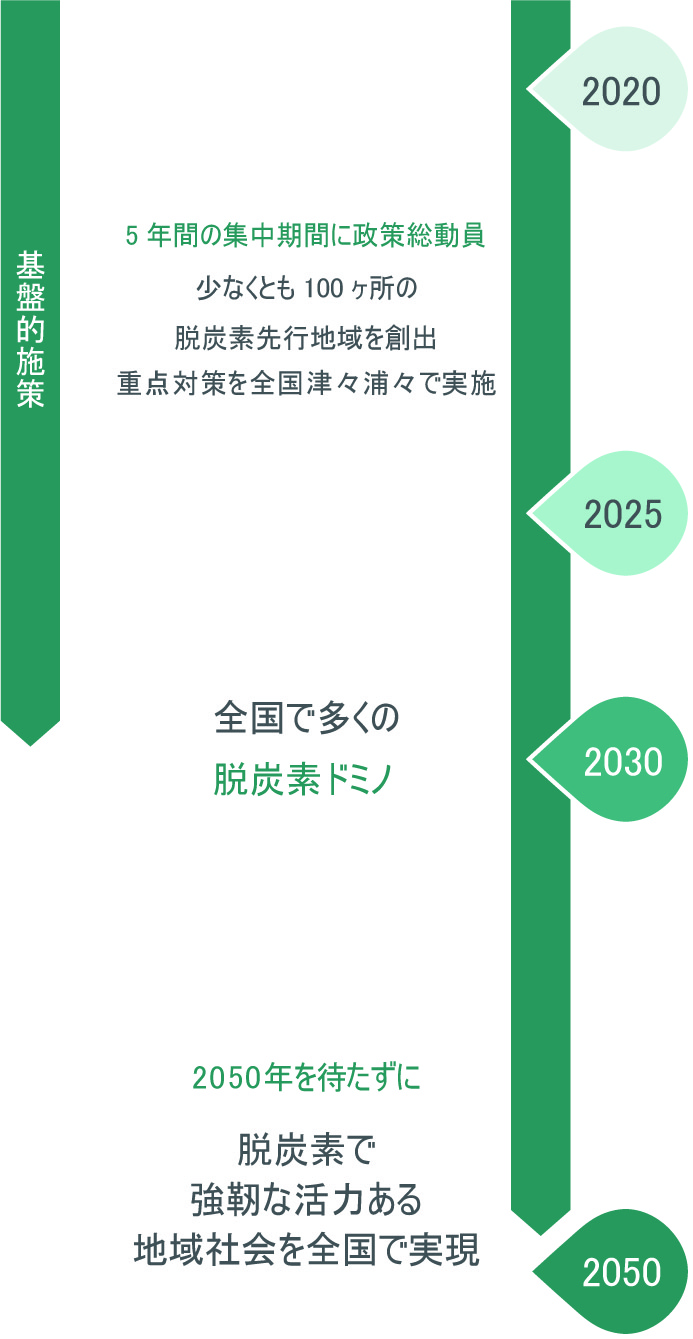 2020
5年間の集中期間に政策総動員
少なくとも100ヶ所の
脱炭素先行地域を創出
重点対策を全国津々浦々で実施
基盤的施策
2025
全国で多くの
脱炭素ドミノ
2030
2050年を待たずに
脱炭素で
強靭な活力ある
地域社会を全国で実現
2050